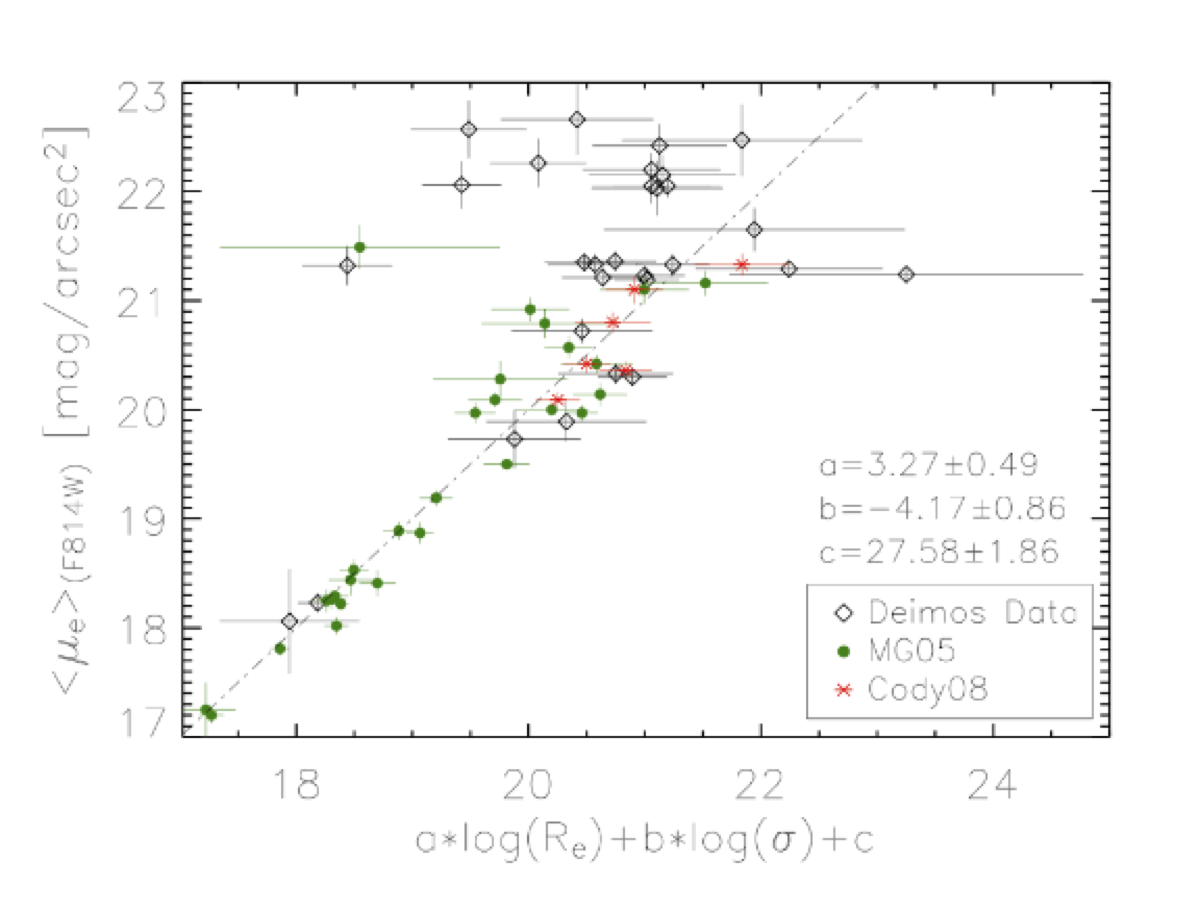 23
22
21
20
19
18
17
<μe>(F814W) [mag/arcsec2]
a=3.27±0.49
b=−4.17±0.86
c=27.58±1.86
Deimos Data
MG05
Cody08
18 20 22 24
a*log(Re)+b*log(σ)+c